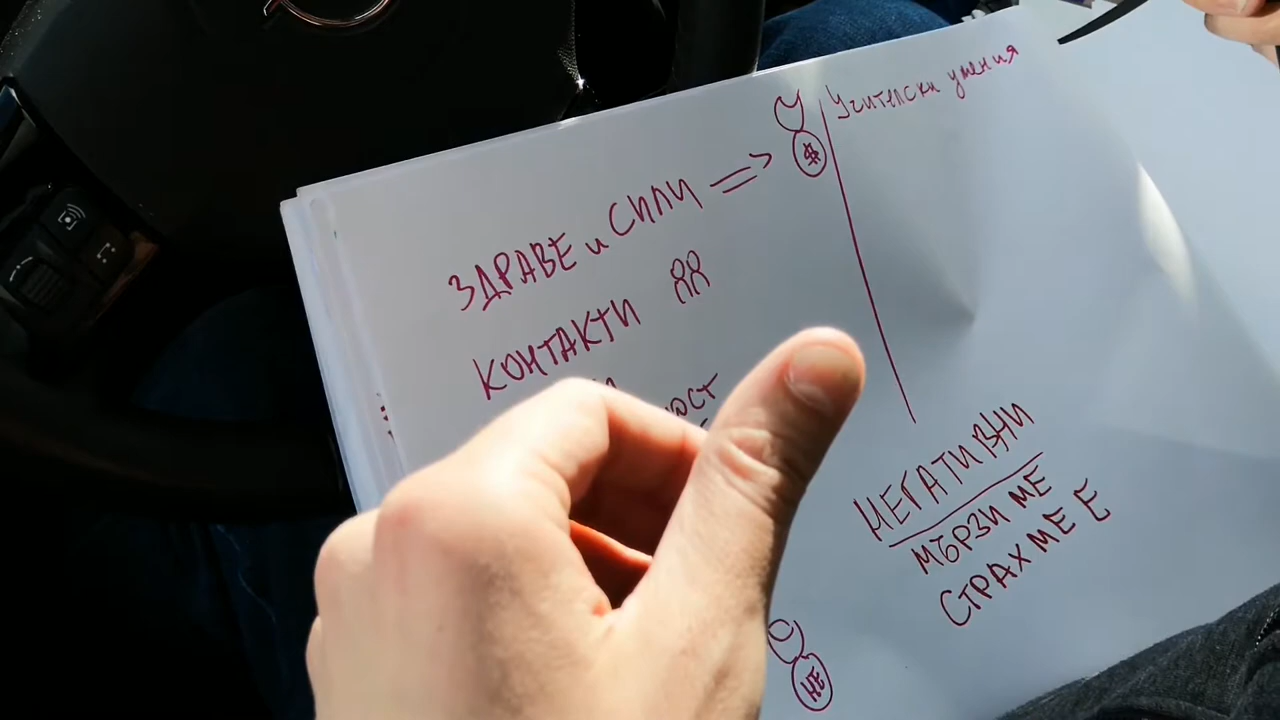 ЗДРАВЕ и СИЛИ => $
КОНТАКТИ
Учителски умения
НЕГАТИВНИ
МЪРЗИ МЕ
СТРАХ МЕ Е
НЕ